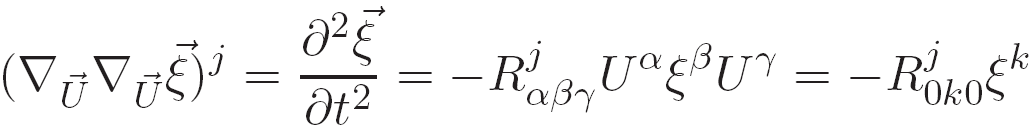 $(\nabla_{\vec{U}} \nabla_{\vec{U}} \vec{\xi})^j = \frac{\partial^2 \vec{\xi}}{\partial t^2} = -R^j_{\alpha\beta\gamma} U^\alpha \xi^\beta U^\gamma = -R^j_{0k0} \xi^k$